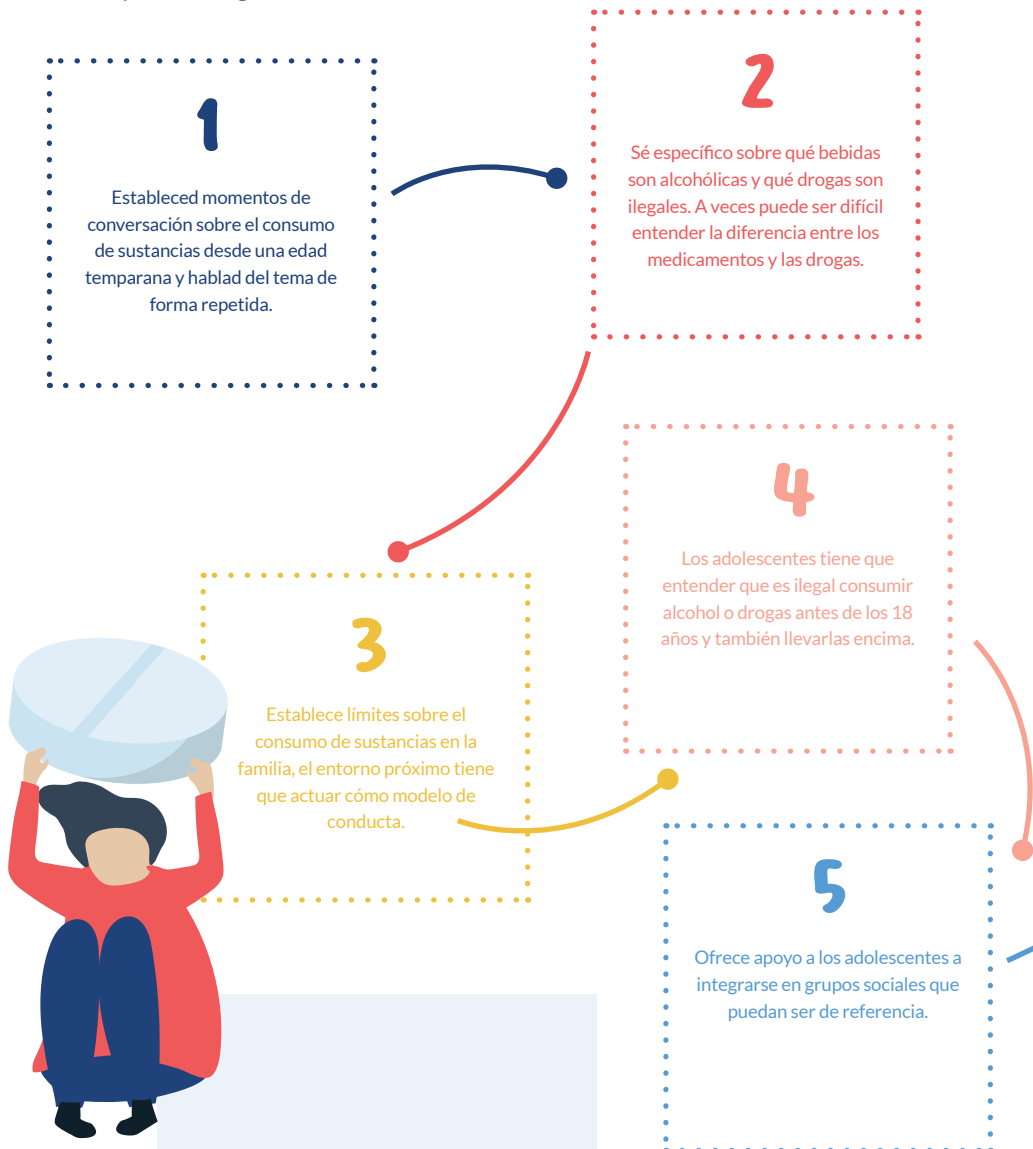 1
Estableced momentos de
conversación sobre el consumo
de sustancias desde una edad
temparana y hablad del tema de
forma repetida.
2
Sé específico sobre qué bebidas
son alcohólicas y qué drogas son
ilegales. A veces puede ser difícil
entender la diferencia entre los
medicamentos y las drogas.
3
Establece límites sobre el
consumo de sustancias en la
familia, el entorno próximo tiene
que actuar cómo modelo de
conducta.
4
Los adolescentes tiene que
entender que es ilegal consumir
alcohol o drogas antes de los 18
años y también llevarlas encima.
5
Ofrece apoyo a los adolescentes a
integrarse en grupos sociales que
puedan ser de referencia.